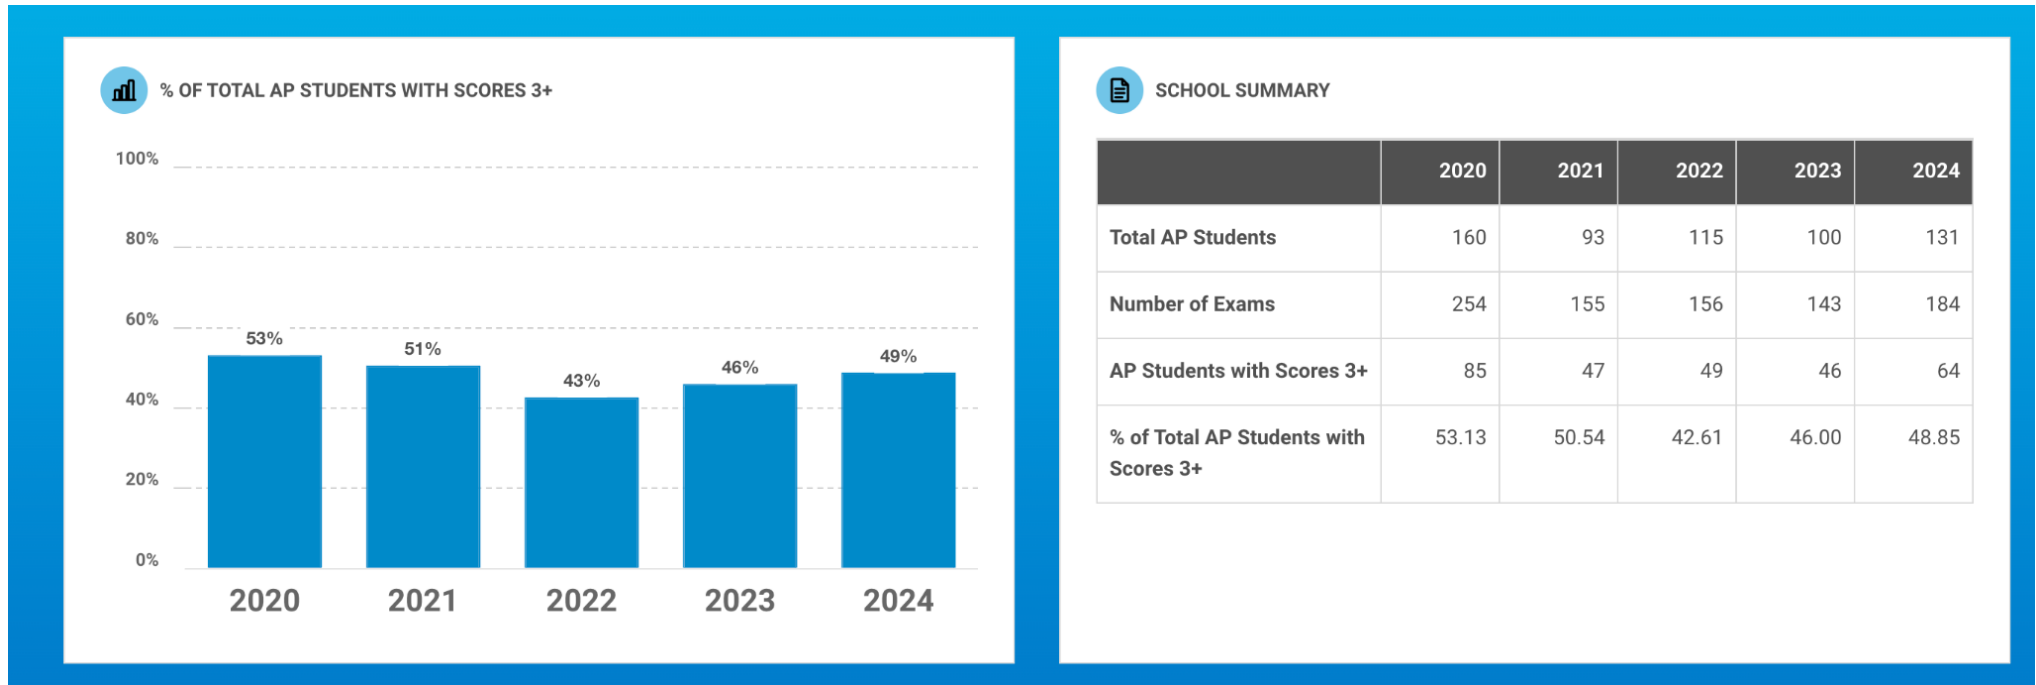 % OF TOTAL AP STUDENTS WITH SCORES 3+
100%
80%
60%
40%
20%
0%
53%
51%
43%
46%
49%
2020 2021 2022 2023 2024
SCHOOL SUMMARY
2020 2021 2022 2023 2024
Total AP Students 160 93 115 100 131
Number of Exams 254 155 156 143 184
AP Students with Scores 3+ 85 47 49 46 64
% of Total AP Students with 53.13 50.54 42.61 46.00 48.85
Scores 3+